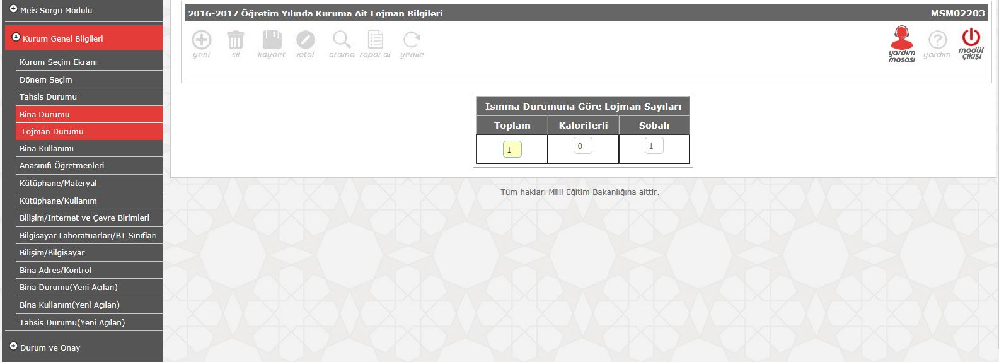 Meis Sorgu Modülü
Kurum Genel Bilgileri
Kurum Seçim Ekranı
Dönem Seçim
Tahsis Durumu
Bina Durumu
Lojman Durumu
Bina Kullanımı
Anasınıfı Öğretmenleri
Kütüphane/Materyal
Kütüphane/Kullanım
Bilişim/İnternet ve Çevre Birimleri
Bilgisayar Laboratuarları/BT Sınıfları
Bilişim/Bilgisayar
Bina Adres/Kontrol
Bina Durumu(Yeni Açılan)
Bina Kullanım(Yeni Açılan)
Tahsis Durumu(Yeni Açılan)
Durum ve Onay
2016-2017 Öğretim Yılında Kuruma Ait Lojman Bilgileri MSM02203
yeni sil kaydet iptal arama rapor al yenile yardım masası yardım modül çıkışı
Isınma Durumuna Göre Lojman Sayıları
Toplam Kaloriferli Sobalı
1 0 1
Tüm hakları Milli Eğitim Bakanlığına aittir.